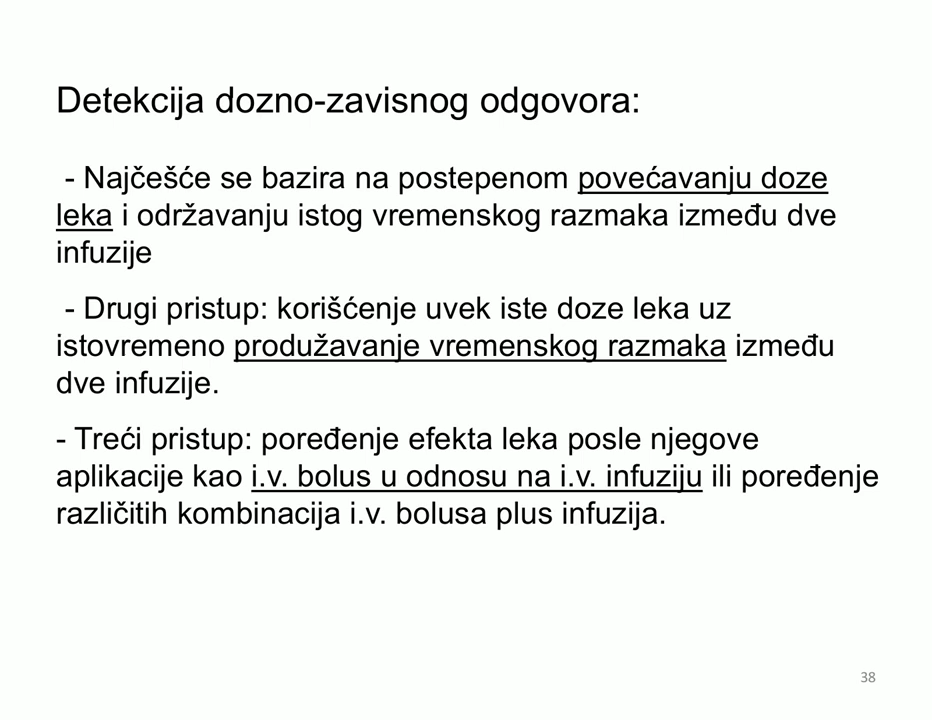 Detekcija dozno-zavisnog odgovora:
- Najčešće se bazira na postepenom povećavanju doze
leka i održavanju istog vremenskog razmaka između dve
infuzije
- Drugi pristup: korišćenje uvek iste doze leka uz
istovremeno produžavanje vremenskog razmaka između
dve infuzije.
- Treći pristup: poređenje efekta leka posle njegove
aplikacije kao i.v. bolus u odnosu na i.v. infuziju ili poređenje
različitih kombinacija i.v. bolusa plus infuzija.
38